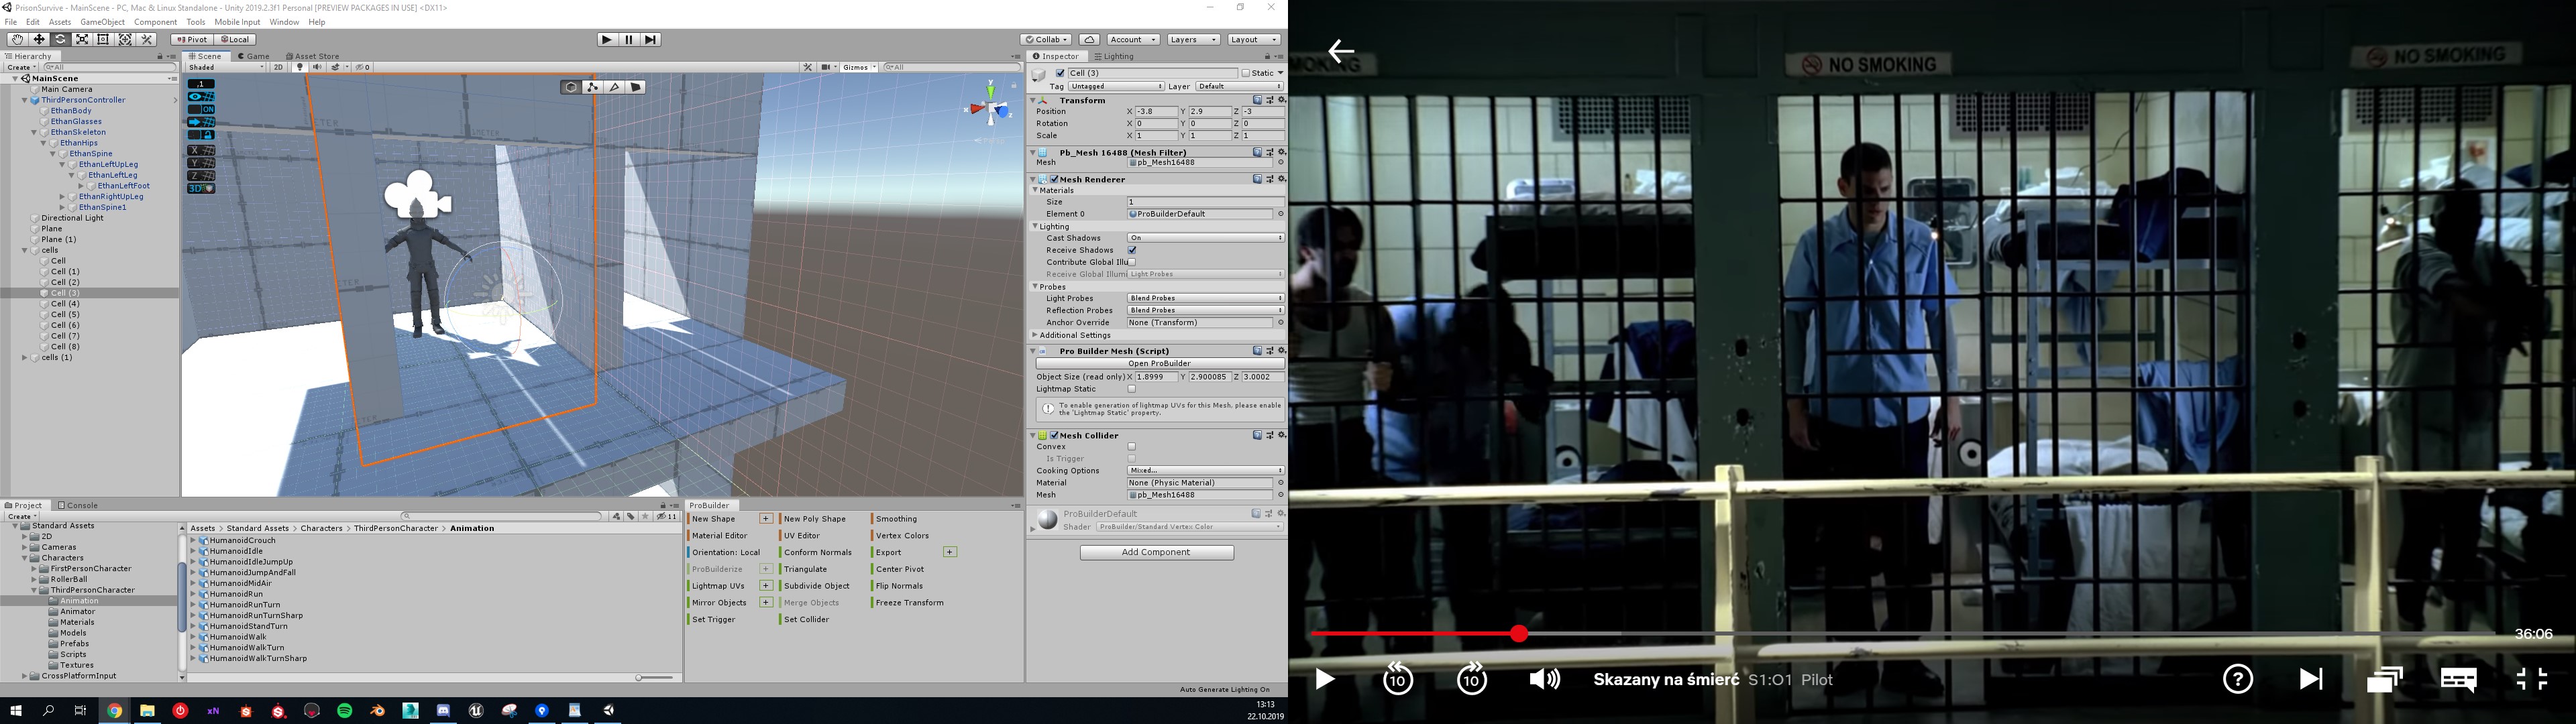 PrisonSurvive - MainScene - PC, Mac & Linux Standalone - Unity 2019.2.3f1 Personal [PREVIEW PACKAGES IN USE] <DX11>
File Edit Assets GameObject Component Tools Mobile Input Window Help
Pivot Local
Collab Account Layers Layout
Hierarchy
Create All
MainScene
Main Camera
ThirdPersonController
EthanBody
EthanGlasses
EthanSkeleton
EthanHips
EthanSpine
EthanLeftUpLeg
EthanLeftLeg
EthanLeftFoot
EthanRightUpLeg
EthanSpine1
Directional Light
Plane
Plane (1)
cells
Cell
Cell (1)
Cell (2)
Cell (3)
Cell (4)
Cell (5)
Cell (6)
Cell (7)
Cell (8)
cells (1)
Scene Game Asset Store
Shaded 2D 0 Gizmos All
.1
ON
X
Y
Z
3D
Inspector Lighting
Cell (3) Static
Tag Untagged Layer Default
Transform
Position X -3.8 Y 2.9 Z -3
Rotation X 0 Y 0 Z 0
Scale X 1 Y 1 Z 1
Pb_Mesh 16488 (Mesh Filter)
Mesh pb_Mesh16488
Mesh Renderer
Materials
Size 1
Element 0 ProBuilderDefault
Lighting
Cast Shadows On
Receive Shadows
Contribute Global Illu
Receive Global Illumi Light Probes
Probes
Light Probes Blend Probes
Reflection Probes Blend Probes
Anchor Override None (Transform)
Additional Settings
Pro Builder Mesh (Script)
Open ProBuilder
Object Size (read only) X 1.8999 Y 2.900085 Z 3.0002
Lightmap Static
To enable generation of lightmap UVs for this Mesh, please enable
the 'Lightmap Static' property.
Mesh Collider
Convex
Is Trigger
Cooking Options Mixed...
Material None (Physic Material)
Mesh pb_Mesh16488
ProBuilderDefault
Shader ProBuilder/Standard Vertex Color
Add Component
Project Console
Create 11
Standard Assets
2D
Cameras
Characters
FirstPersonCharacter
RollerBall
ThirdPersonCharacter
Animation
Animator
Materials
Models
Prefabs
Scripts
Textures
CrossPlatformInput
Assets > Standard Assets > Characters > ThirdPersonCharacter > Animation
HumanoidCrouch
HumanoidIdle
HumanoidIdleJumpUp
HumanoidJumpAndFall
HumanoidMidAir
HumanoidRun
HumanoidRunTurn
HumanoidRunTurnSharp
HumanoidStandTurn
HumanoidWalk
HumanoidWalkTurn
HumanoidWalkTurnSharp
ProBuilder
New Shape + New Poly Shape Smoothing
Material Editor UV Editor Vertex Colors
Orientation: Local Conform Normals Export +
ProBuilderize + Triangulate Center Pivot
Lightmap UVs + Subdivide Object Flip Normals
Mirror Objects + Merge Objects Freeze Transform
Set Trigger Set Collider
Auto Generate Lighting On
13:13
22.10.2019
NO SMOKING
NO SMOKING
36:06
10 10 Skazany na śmierć S1:O1 Pilot ?